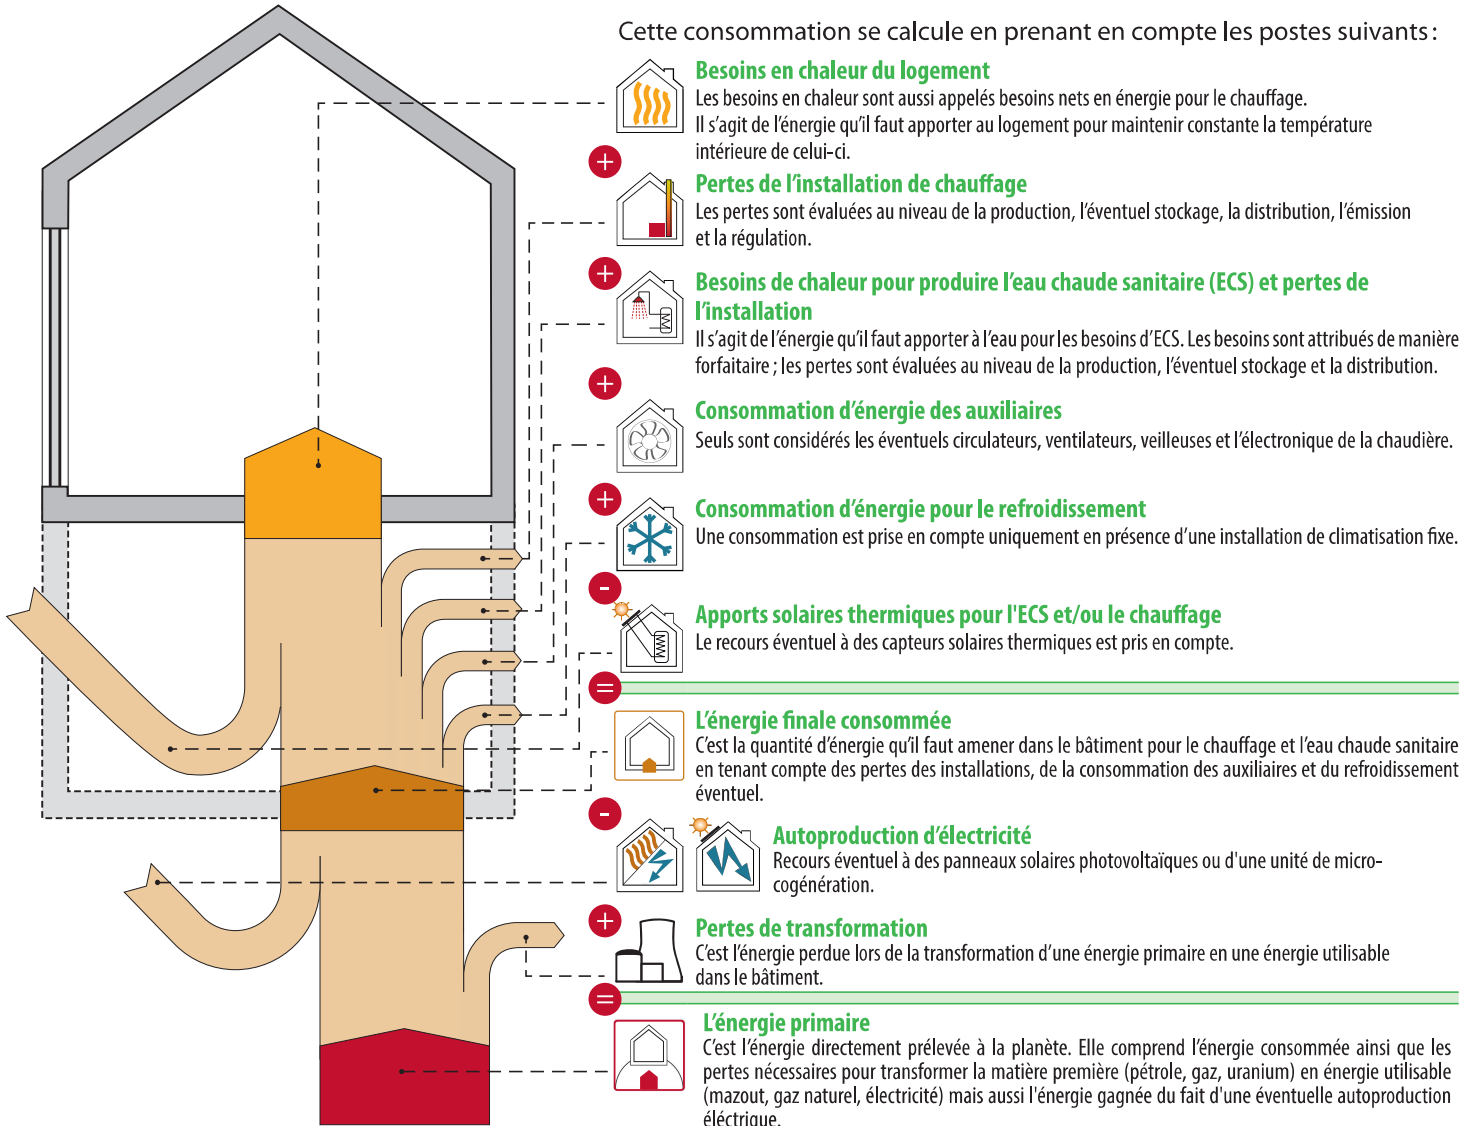 Cette consommation se calcule en prenant en compte les postes suivants :
Besoins en chaleur du logement
Les besoins en chaleur sont aussi appelés besoins nets en énergie pour le chauffage.
Il s’agit de l’énergie qu’il faut apporter au logement pour maintenir constante la température
intérieure de celui-ci.
+
Pertes de l’installation de chauffage
Les pertes sont évaluées au niveau de la production, l’éventuel stockage, la distribution, l’émission
et la régulation.
+
Besoins de chaleur pour produire l’eau chaude sanitaire (ECS) et pertes de
l’installation
Il s’agit de l’énergie qu’il faut apporter à l’eau pour les besoins d’ECS. Les besoins sont attribués de manière
forfaitaire ; les pertes sont évaluées au niveau de la production, l’éventuel stockage et la distribution.
+
Consommation d’énergie des auxiliaires
Seuls sont considérés les éventuels circulateurs, ventilateurs, veilleuses et l’électronique de la chaudière.
+
Consommation d’énergie pour le refroidissement
Une consommation est prise en compte uniquement en présence d’une installation de climatisation fixe.
-
Apports solaires thermiques pour l'ECS et/ou le chauffage
Le recours éventuel à des capteurs solaires thermiques est pris en compte.
=
L’énergie finale consommée
C’est la quantité d’énergie qu’il faut amener dans le bâtiment pour le chauffage et l’eau chaude sanitaire
en tenant compte des pertes des installations, de la consommation des auxiliaires et du refroidissement
éventuel.
-
Autoproduction d’électricité
Recours éventuel à des panneaux solaires photovoltaïques ou d'une unité de micro-
cogénération.
+
Pertes de transformation
C’est l’énergie perdue lors de la transformation d’une énergie primaire en une énergie utilisable
dans le bâtiment.
=
L’énergie primaire
C’est l’énergie directement prélevée à la planète. Elle comprend l’énergie consommée ainsi que les
pertes nécessaires pour transformer la matière première (pétrole, gaz, uranium) en énergie utilisable
(mazout, gaz naturel, électricité) mais aussi l'énergie gagnée du fait d'une éventuelle autoproduction
éléctrique.